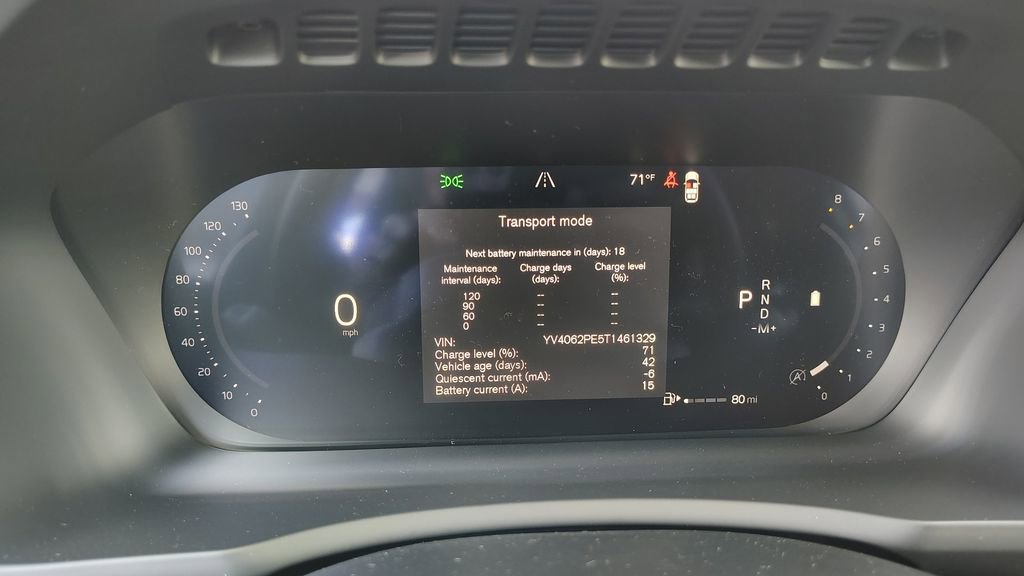 71°F
Transport mode
Next battery maintenance in (days): 18
Maintenance interval (days): Charge days (days): Charge level (%):
120 -- --
90 -- --
60 -- --
0 -- --
VIN: YV4062PE5T1461329
Charge level (%): 71
Vehicle age (days): 42
Quiescent current (mA): -6
Battery current (A): 15
130
120
100
80
60
40
20
10
0
0
mph
P
R
N
D
-M+
8
7
6
5
4
3
2
1
0
A
80 mi